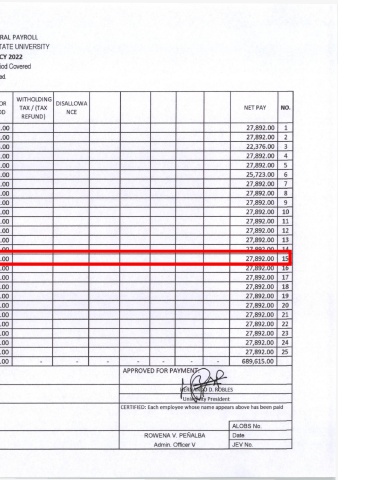 RAL PAYROLL
TATE UNIVERSITY
CY 2022
iod Covered
ed.
OR WITHOLDING TAX / (TAX REFUND) DISALLOWA NCE NET PAY NO.
OD
.00 27,892.00 1
.00 27,892.00 2
.00 22,376.00 3
.00 27,892.00 4
.00 27,892.00 5
.00 25,723.00 6
.00 27,892.00 7
.00 27,892.00 8
.00 27,892.00 9
.00 27,892.00 10
.00 27,892.00 11
.00 27,892.00 12
.00 27,892.00 13
.00 27,892.00 14
.00 27,892.00 15
.00 27,892.00 16
.00 27,892.00 17
.00 27,892.00 18
.00 27,892.00 19
.00 27,892.00 20
.00 27,892.00 21
.00 27,892.00 22
.00 27,892.00 23
.00 27,892.00 24
.00 27,892.00 25
.00 - - - - - - - 689,615.00
APPROVED FOR PAYMENT:
D. ROBLES
University President
CERTIFIED: Each employee whose name appears above has been paid
ALOBS No.
ROWENA V. PEÑALBA Date
Admin. Officer V JEV No.